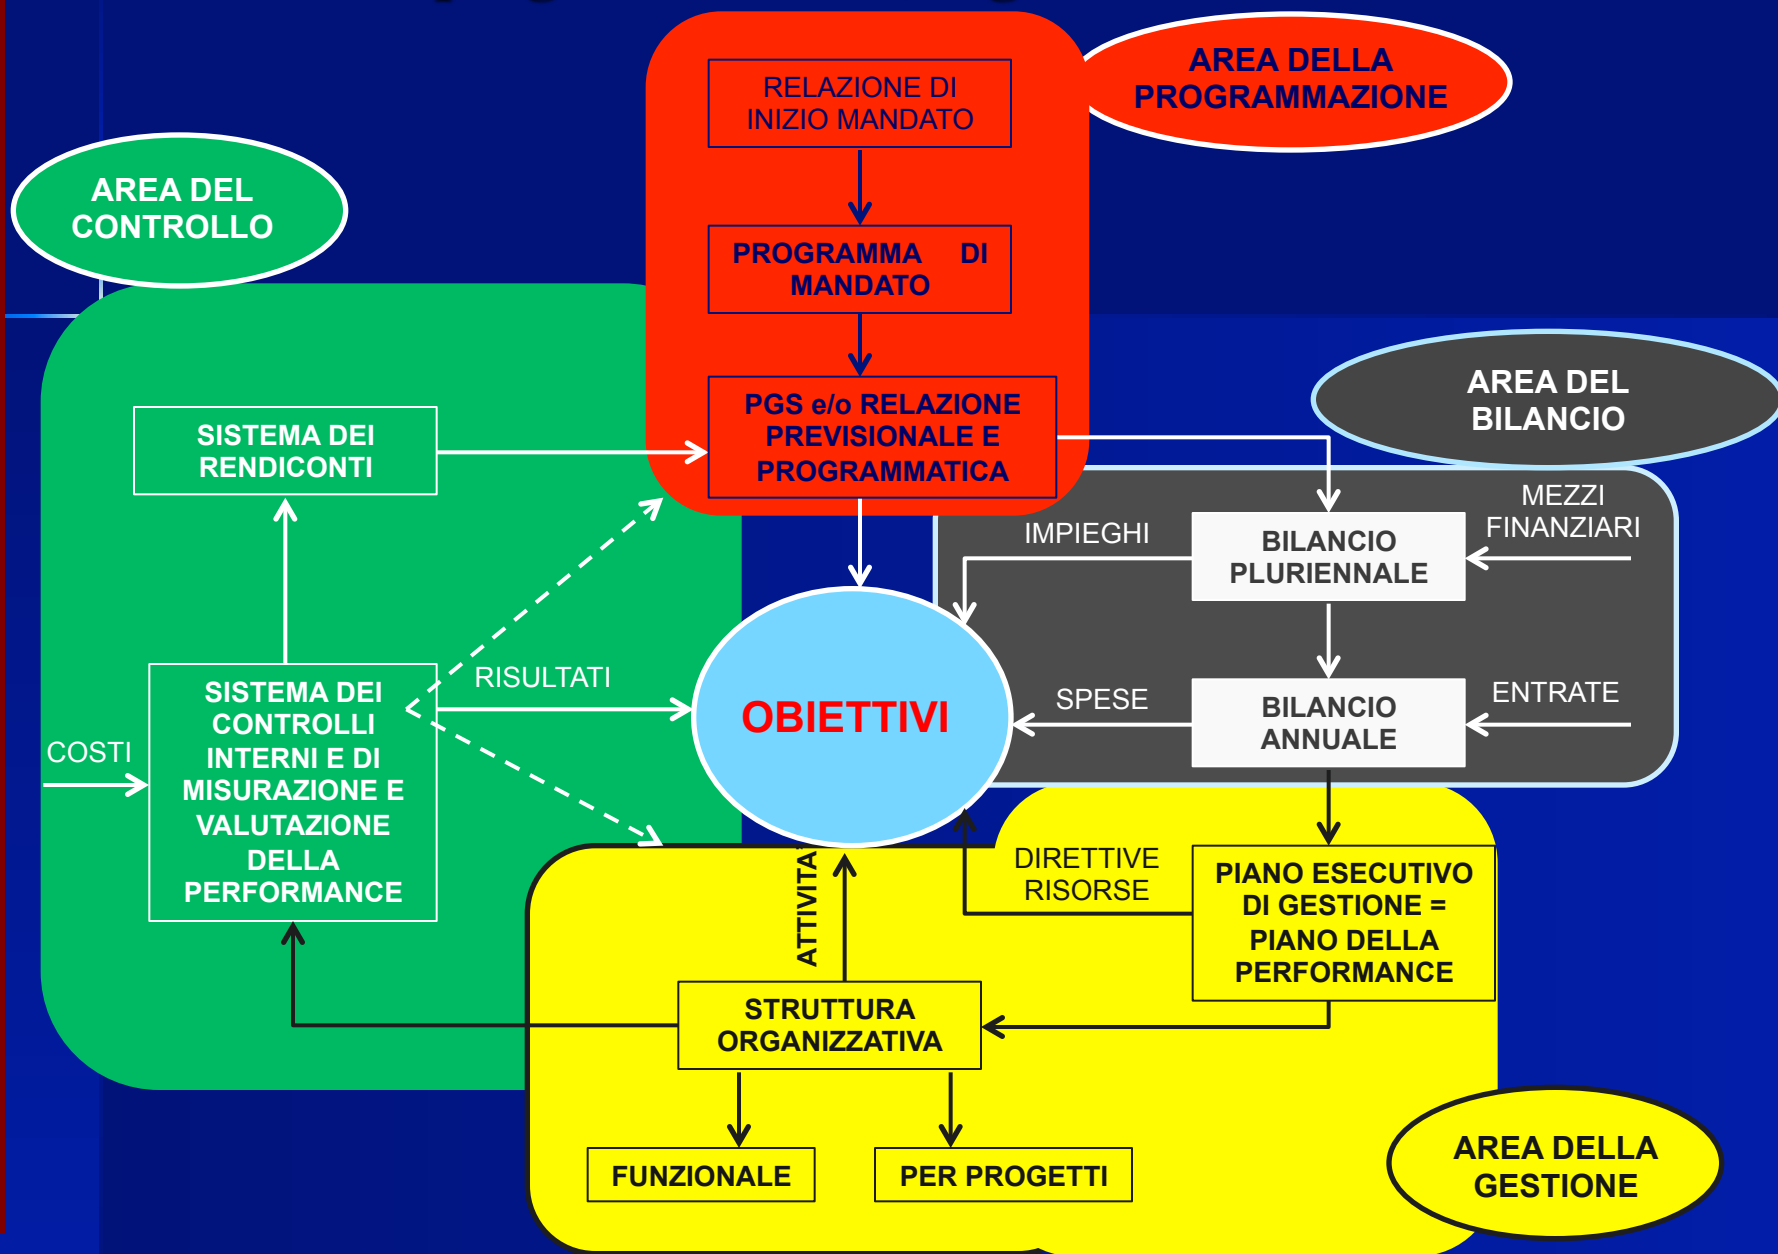 AREA DELLA
PROGRAMMAZIONE
RELAZIONE DI
INIZIO MANDATO
AREA DEL
CONTROLLO
PROGRAMMA DI
MANDATO
AREA DEL
BILANCIO
PGS e/o RELAZIONE
PREVISIONALE E
PROGRAMMATICA
SISTEMA DEI
RENDICONTI
MEZZI
FINANZIARI
IMPIEGHI
BILANCIO
PLURIENNALE
RISULTATI
SISTEMA DEI
CONTROLLI
INTERNI E DI
MISURAZIONE E
VALUTAZIONE
DELLA
PERFORMANCE
COSTI
OBIETTIVI
SPESE
BILANCIO
ANNUALE
ENTRATE
DIRETTIVE
RISORSE
ATTIVITA'
PIANO ESECUTIVO
DI GESTIONE =
PIANO DELLA
PERFORMANCE
STRUTTURA
ORGANIZZATIVA
FUNZIONALE
PER PROGETTI
AREA DELLA
GESTIONE